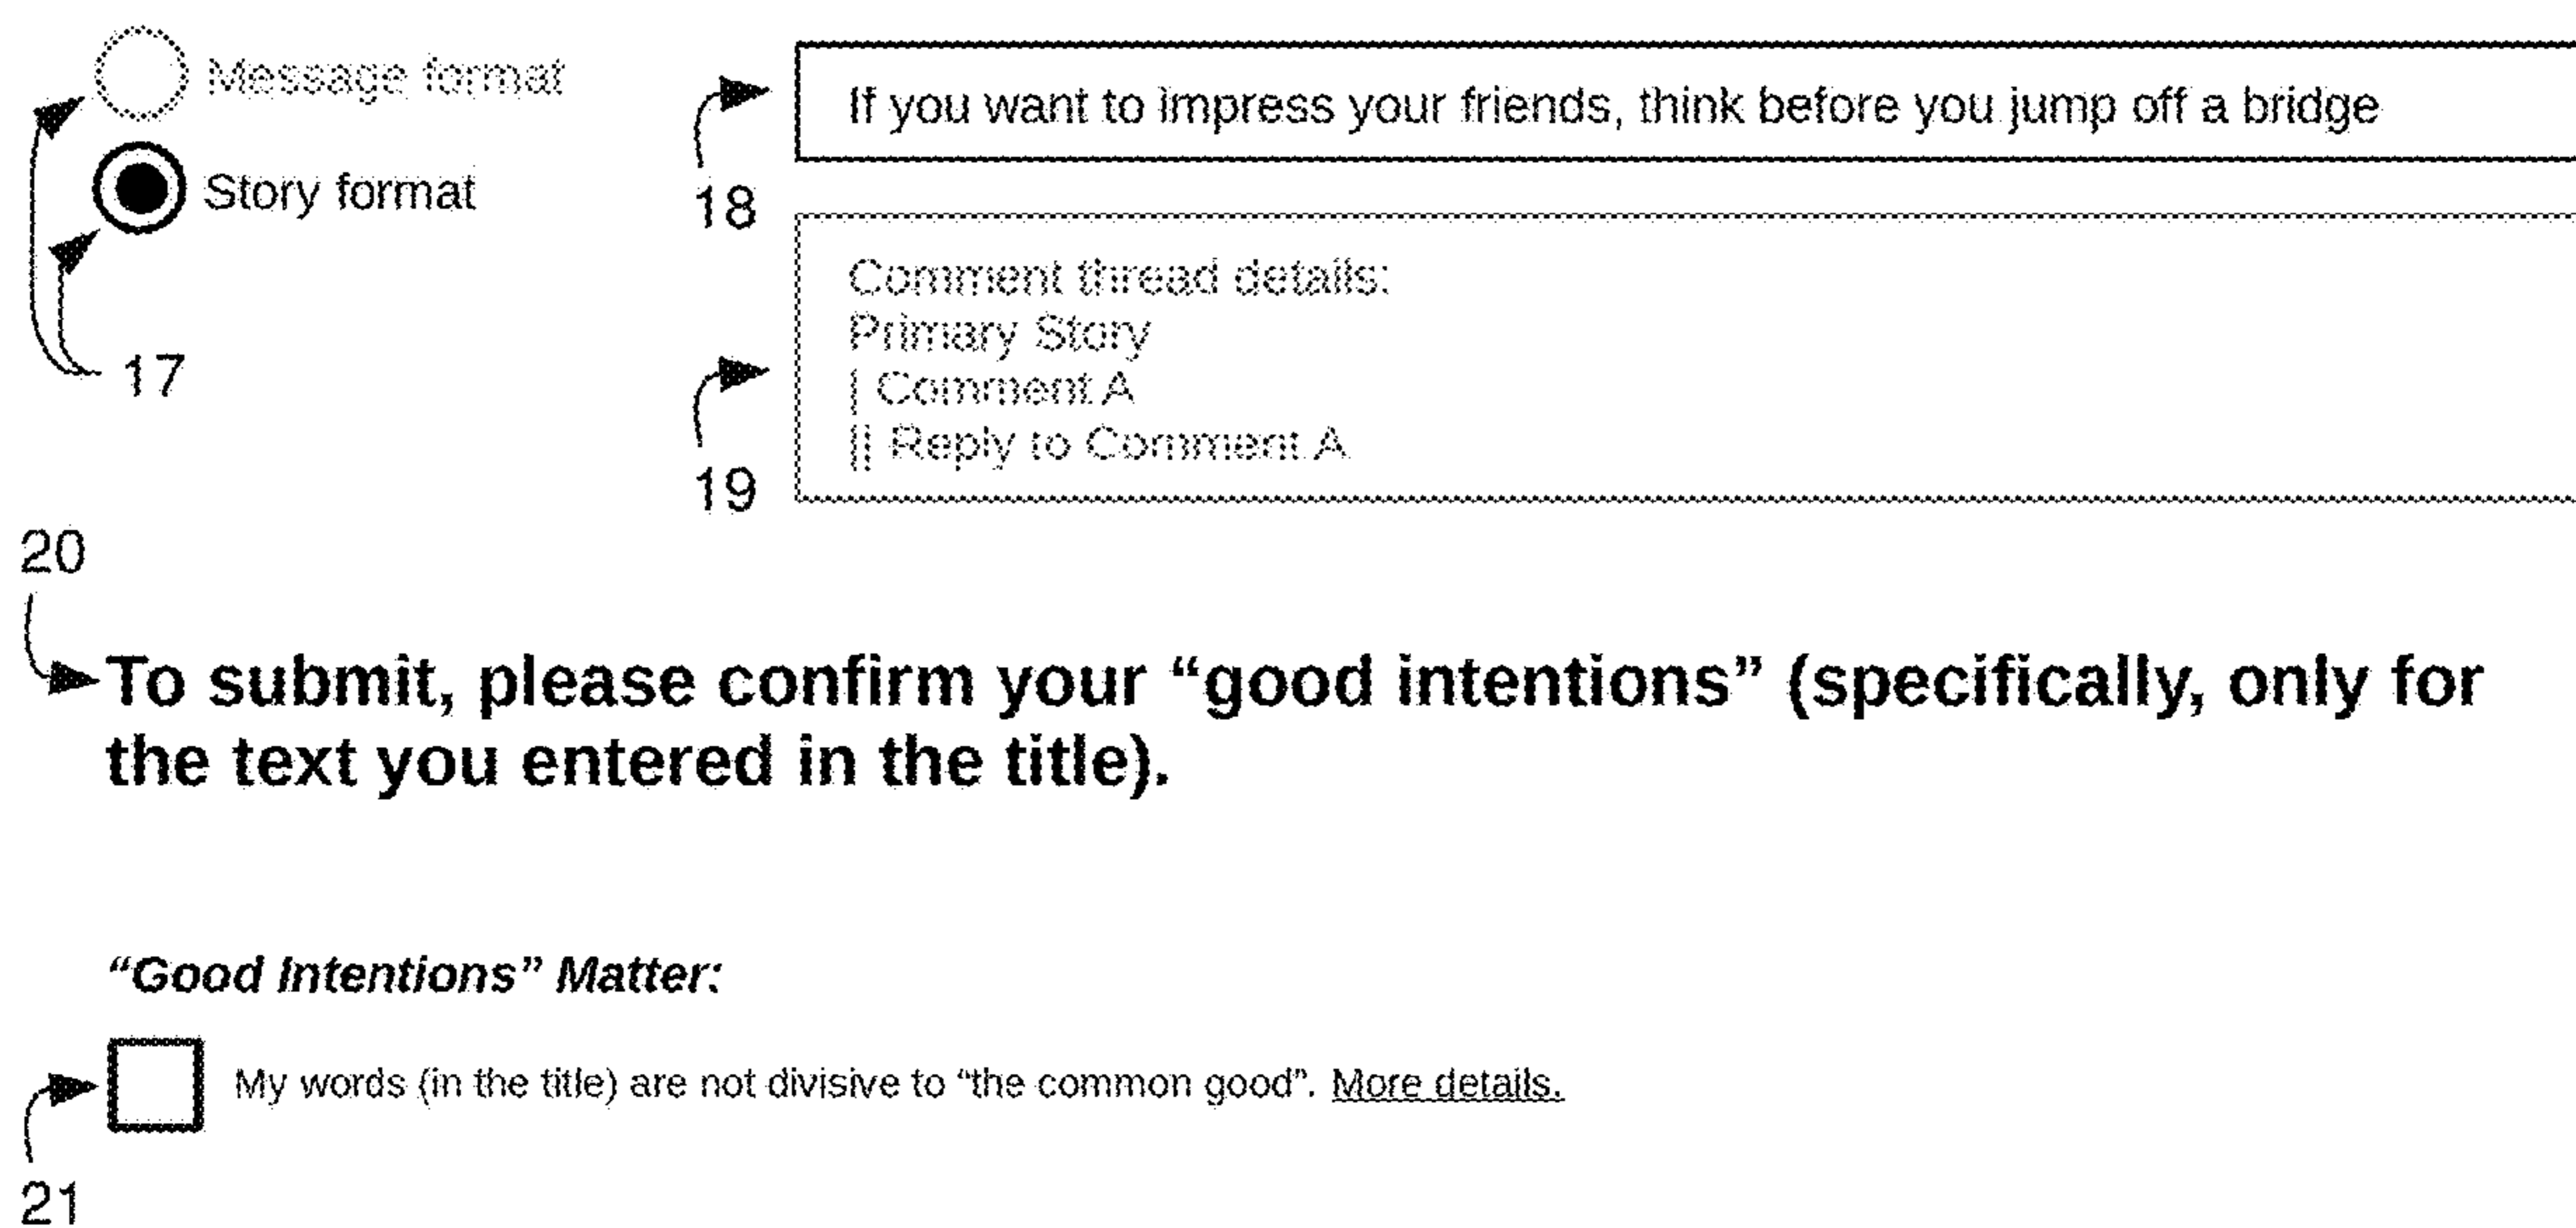 Message format
Story format
17
18
If you want to impress your friends, think before you jump off a bridge
19
Comment thread details:
Primary Story
| Comment A
|| Reply to Comment A
20
To submit, please confirm your “good intentions” (specifically, only for
the text you entered in the title).
“Good Intentions” Matter:
My words (in the title) are not divisive to “the common good”. More details.
21